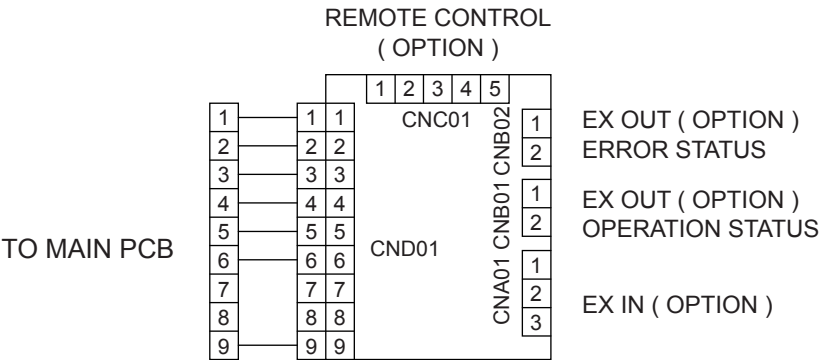 REMOTE CONTROL
( OPTION )
1 2 3 4 5
CNC01
1 1 1
2 2 2
3 3 3
4 4 4
5 5 5
6 6 6
7 7 7
8 8 8
9 9 9
TO MAIN PCB
CND01
CNB02
1
2
EX OUT ( OPTION )
ERROR STATUS
CNB01
1
2
EX OUT ( OPTION )
OPERATION STATUS
CNA01
1
2
3
EX IN ( OPTION )